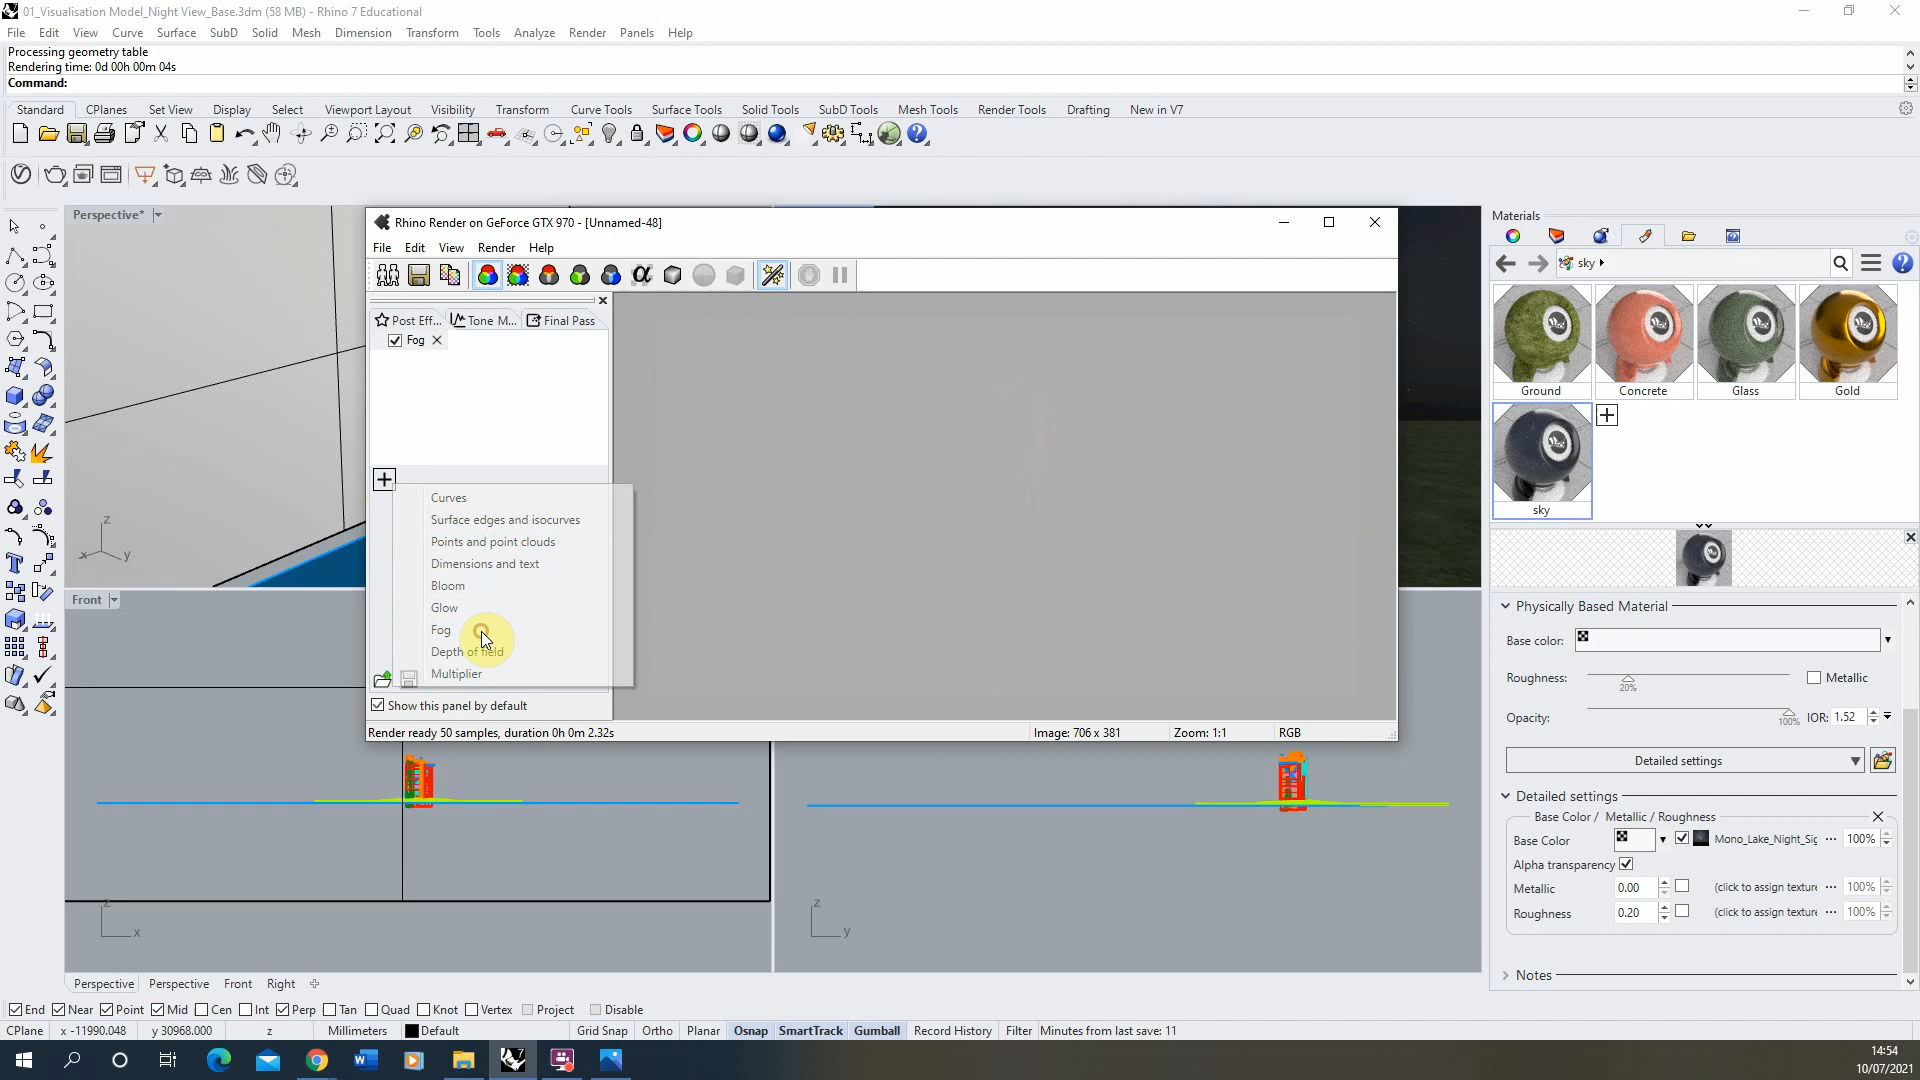 01_Visualisation Model_Night View_Base.3dm (58 MB) - Rhino 7 Educational
File Edit View Curve Surface SubD Solid Mesh Dimension Transform Tools Analyze Render Panels Help
Processing geometry table
Rendering time: 0d 00h 00m 04s
Command:
Standard CPlanes Set View Display Select Viewport Layout Visibility Transform Curve Tools Surface Tools Solid Tools SubD Tools Mesh Tools Render Tools Drafting New in V7
Perspective*
Rhino Render on GeForce GTX 970 - [Unnamed-48]
File Edit View Render Help
Post Eff... Tone M... Final Pass
Fog
Curves
Surface edges and isocurves
Points and point clouds
Dimensions and text
Bloom
Glow
Fog
Depth of field
Multiplier
Show this panel by default
Render ready 50 samples, duration 0h 0m 2.32s Image: 706 x 381 Zoom: 1:1 RGB
z
x y
Front
z
x
z
y
Materials
sky
Ground Concrete Glass Gold
sky
Physically Based Material
Base color:
Roughness: 20% Metallic
Opacity: 100% IOR: 1.52
Detailed settings
Detailed settings
Base Color / Metallic / Roughness
Base Color Mono_Lake_Night_Sig ... 100%
Alpha transparency
Metallic 0.00 (click to assign texture ... 100%
Roughness 0.20 (click to assign texture ... 100%
Notes
Perspective Perspective Front Right
End Near Point Mid Cen Int Perp Tan Quad Knot Vertex Project Disable
CPlane x -11990.048 y 30968.000 z Millimeters Default Grid Snap Ortho Planar Osnap SmartTrack Gumball Record History Filter Minutes from last save: 11
14:54
10/07/2021